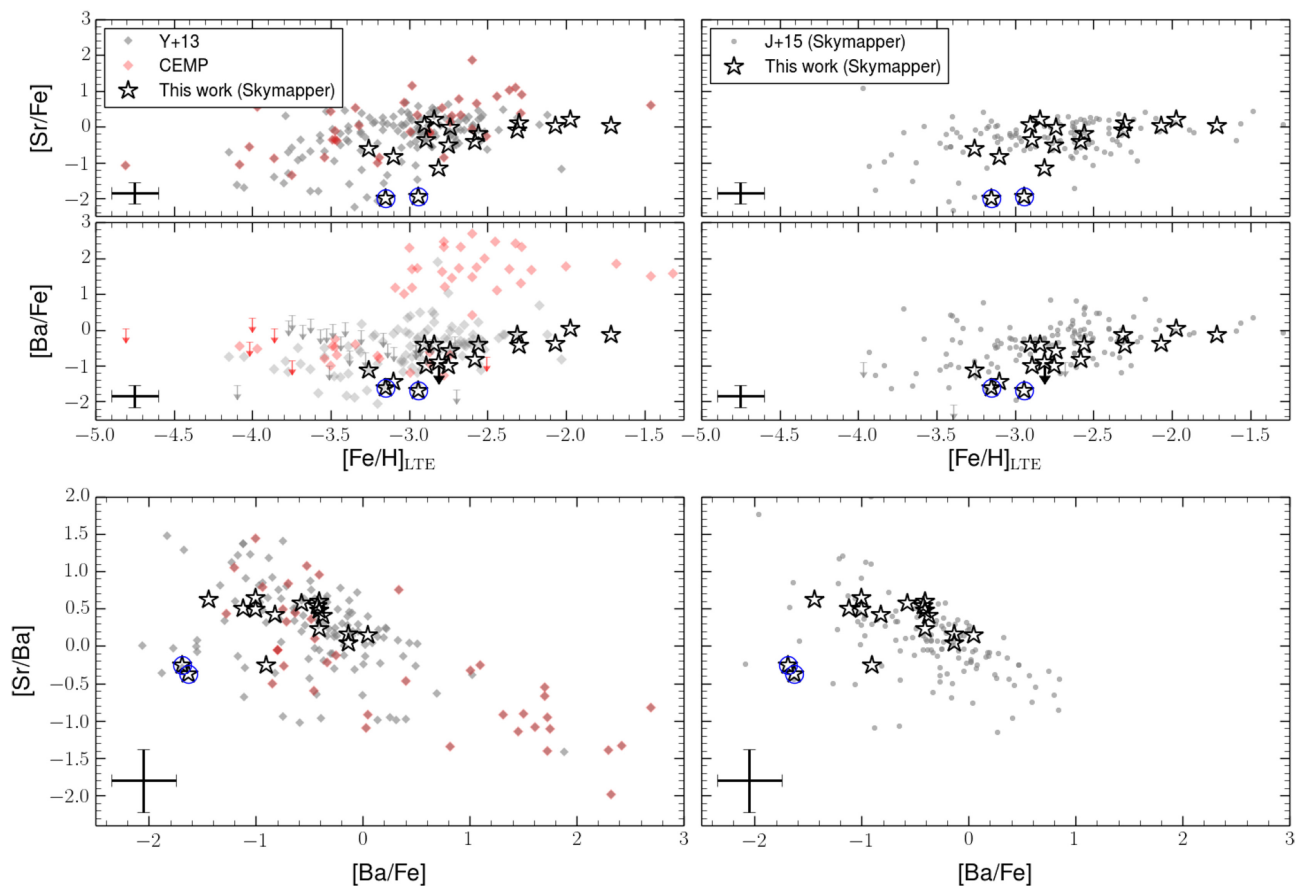 3
2
1
0
−1
−2
[Sr/Fe]
Y+13
CEMP
This work (Skymapper)
J+15 (Skymapper)
This work (Skymapper)
3
2
1
0
−1
−2
[Ba/Fe]
−5.0 −4.5 −4.0 −3.5 −3.0 −2.5 −2.0 −1.5
−5.0 −4.5 −4.0 −3.5 −3.0 −2.5 −2.0 −1.5
[Fe/H]LTE
[Fe/H]LTE
2.0
1.5
1.0
0.5
0.0
−0.5
−1.0
−1.5
−2.0
[Sr/Ba]
−2 −1 0 1 2 3
−2 −1 0 1 2 3
[Ba/Fe]
[Ba/Fe]